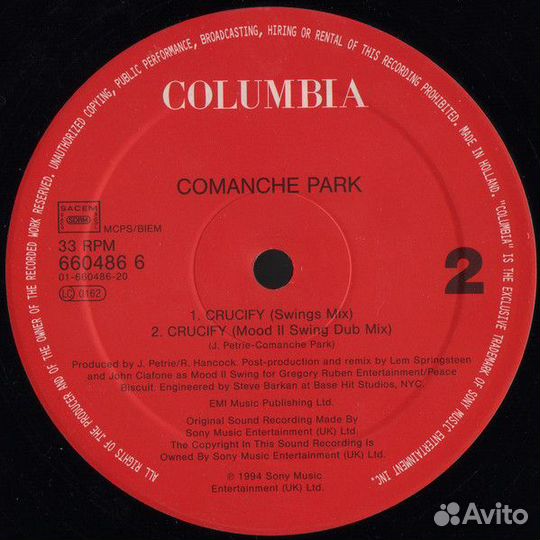 ALL RIGHTS OF THE PRODUCER AND OF THE OWNER OF THE RECORDED WORK RESERVED. UNAUTHORIZED COPYING, PUBLIC PERFORMANCE, BROADCASTING, HIRING OR RENTAL OF THIS RECORDING PROHIBITED. MADE IN HOLLAND. "COLUMBIA" IS THE EXCLUSIVE TRADEMARK OF SONY MUSIC ENTERTAINMENT INC.
COLUMBIA
COMANCHE PARK
SACEM
SDRM
MCPS/BIEM
33 RPM
660486 6
01-660486-20
LC 0162
2
1. CRUCIFY (Swings Mix)
2. CRUCIFY (Mood II Swing Dub Mix)
(J. Petrie-Comanche Park)
Produced by J. Petrie/R. Hancock. Post-production and remix by Lem Springsteen
and John Ciafone as Mood II Swing for Gregory Ruben Entertainment/Peace
Biscuit. Engineered by Steve Barkan at Base Hit Studios, NYC.
EMI Music Publishing Ltd.
Original Sound Recording Made By
Sony Music Entertainment (UK) Ltd.
The Copyright In This Sound Recording Is
Owned By Sony Music Entertainment (UK) Ltd.
℗ 1994 Sony Music
Entertainment (UK) Ltd.
Avito